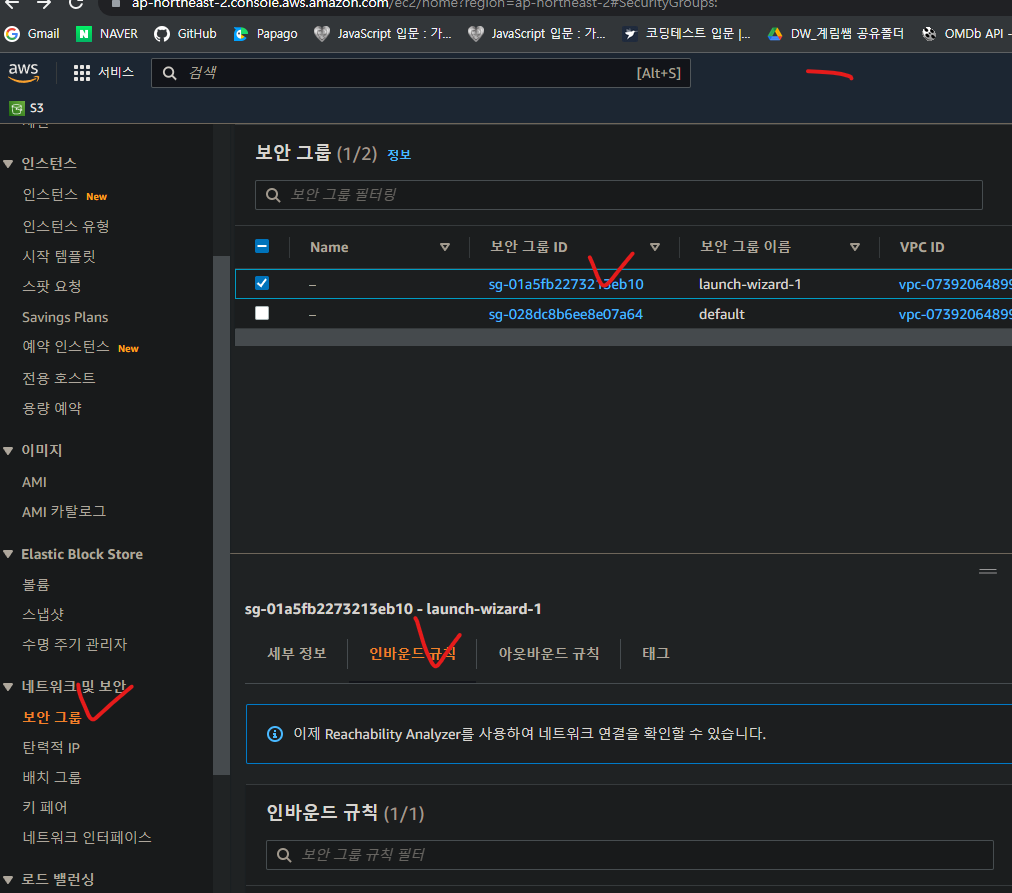 ap-northeast-2.console.aws.amazon.com/ec2/home?region=ap-northeast-2#SecurityGroups:
Gmail NAVER GitHub Papago JavaScript 입문 : 가... JavaScript 입문 : 가... 코딩테스트 입문 |... DW_계림쌤 공유폴더 OMDb API -
aws 서비스 검색 [Alt+S]
S3
인스턴스
인스턴스 New
인스턴스 유형
시작 템플릿
스팟 요청
Savings Plans
예약 인스턴스 New
전용 호스트
용량 예약
이미지
AMI
AMI 카탈로그
Elastic Block Store
볼륨
스냅샷
수명 주기 관리자
네트워크 및 보안
보안 그룹
탄력적 IP
배치 그룹
키 페어
네트워크 인터페이스
로드 밸런싱
보안 그룹 (1/2) 정보
보안 그룹 필터링
Name 보안 그룹 ID 보안 그룹 이름 VPC ID
– sg-01a5fb2273213eb10 launch-wizard-1 vpc-07392064899
– sg-028dc8b6ee8e07a64 default vpc-07392064899
sg-01a5fb2273213eb10 - launch-wizard-1
세부 정보 인바운드 규칙 아웃바운드 규칙 태그
이제 Reachability Analyzer를 사용하여 네트워크 연결을 확인할 수 있습니다.
인바운드 규칙 (1/1)
보안 그룹 규칙 필터